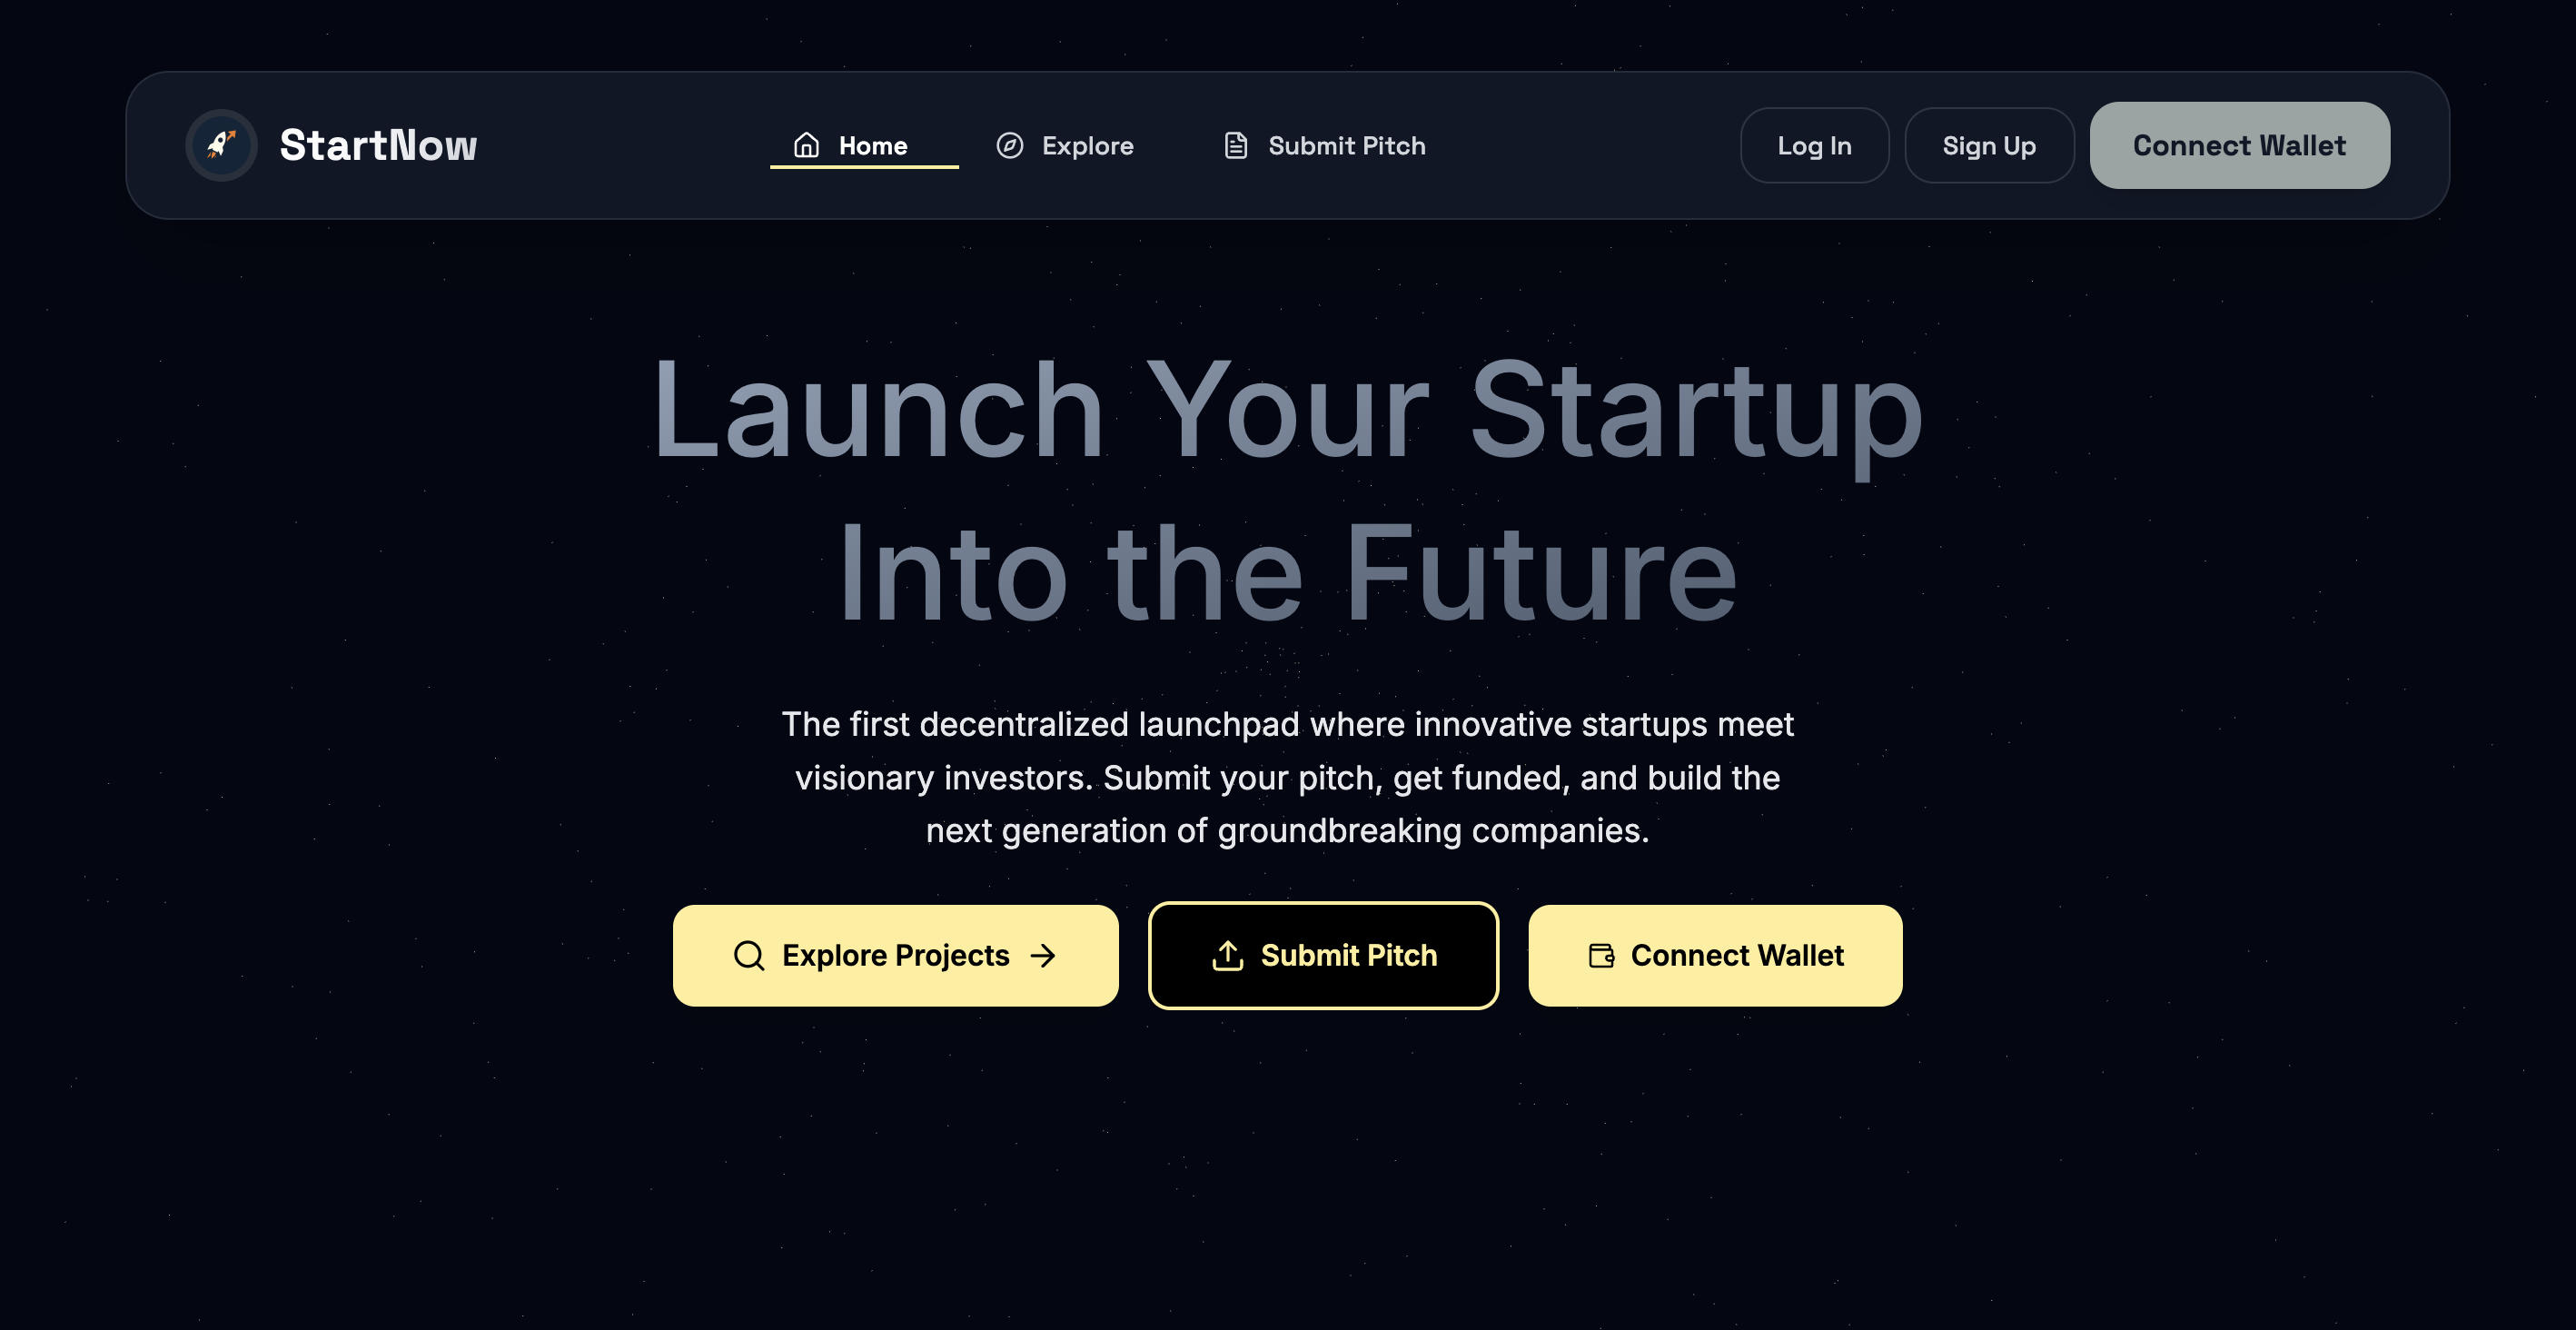 StartNow
Home
Explore
Submit Pitch
Log In
Sign Up
Connect Wallet
Launch Your Startup
Into the Future
The first decentralized launchpad where innovative startups meet
visionary investors. Submit your pitch, get funded, and build the
next generation of groundbreaking companies.
Explore Projects
Submit Pitch
Connect Wallet